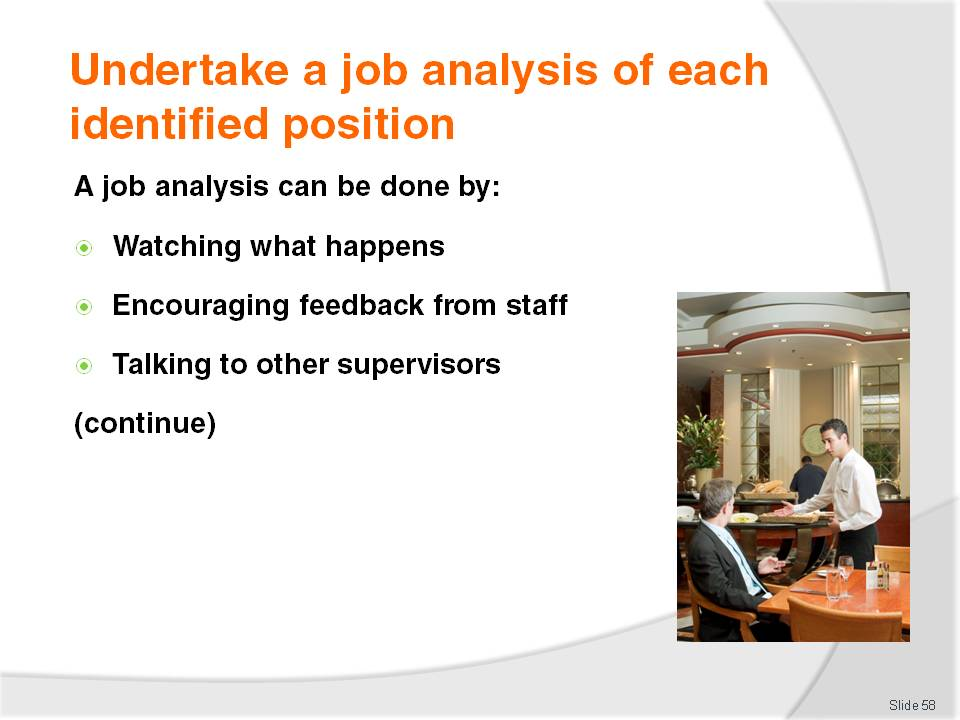 Undertake a job analysis of each
identified position
A job analysis can be done by:
Watching what happens
Encouraging feedback from staff
Talking to other supervisors
(continue)
Slide 58